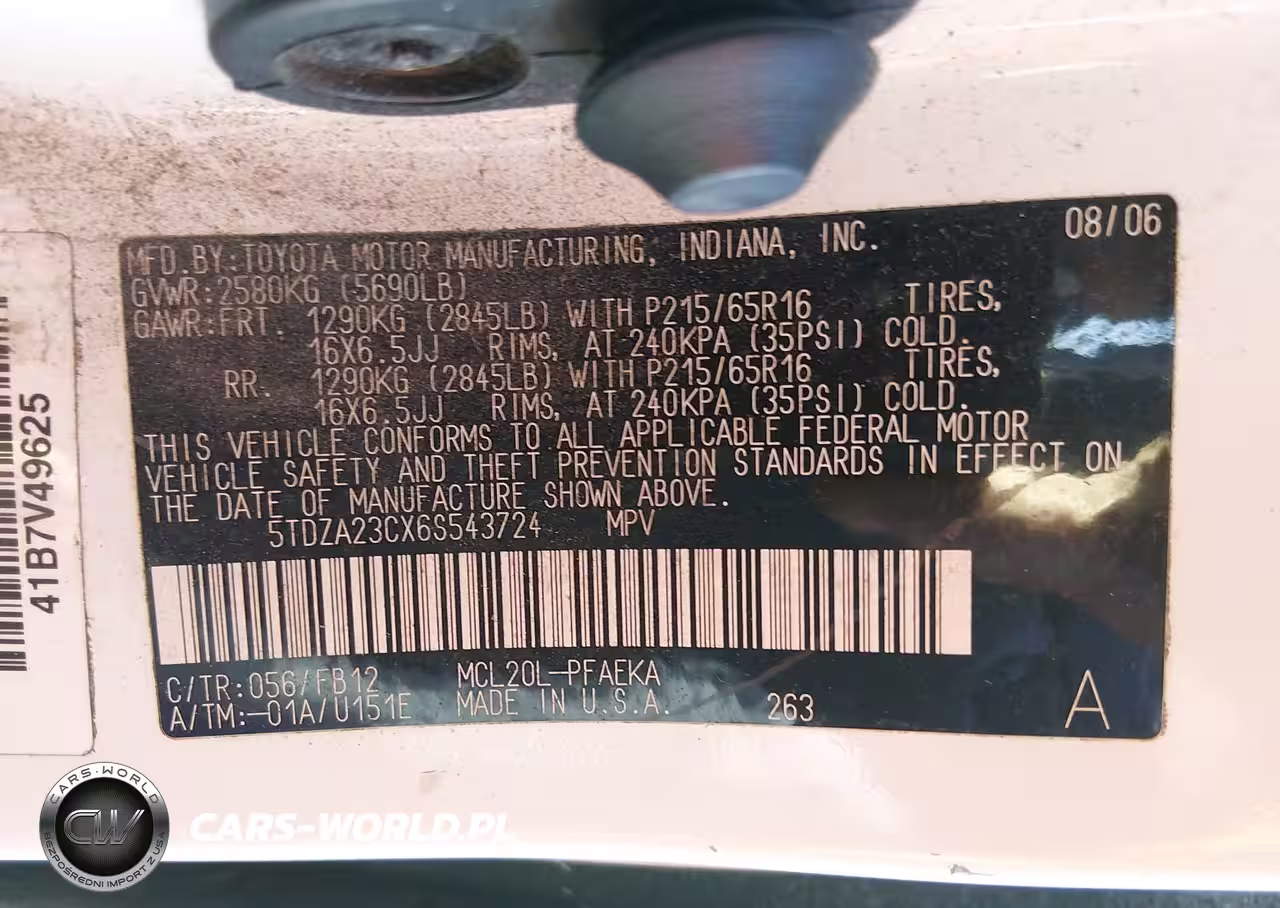 08/06
MFD.BY:TOYOTA MOTOR MANUFACTURING, INDIANA, INC.
GVWR:2580KG (5690LB)
GAWR:FRT. 1290KG (2845LB) WITH P215/65R16 TIRES,
16X6.5JJ RIMS, AT 240KPA (35PSI) COLD.
RR. 1290KG (2845LB) WITH P215/65R16 TIRES,
16X6.5JJ RIMS, AT 240KPA (35PSI) COLD.
THIS VEHICLE CONFORMS TO ALL APPLICABLE FEDERAL MOTOR
VEHICLE SAFETY AND THEFT PREVENTION STANDARDS IN EFFECT ON
THE DATE OF MANUFACTURE SHOWN ABOVE.
5TDZA23CX6S543724 MPV
C/TR:056/FB12 MCL20L-PFAEKA
A/TM:-01A/U151E MADE IN U.S.A. 263 A
41B7V49625
CARS-WORLD
CW
BEZPOŚREDNI IMPORT Z USA
CARS-WORLD.PL